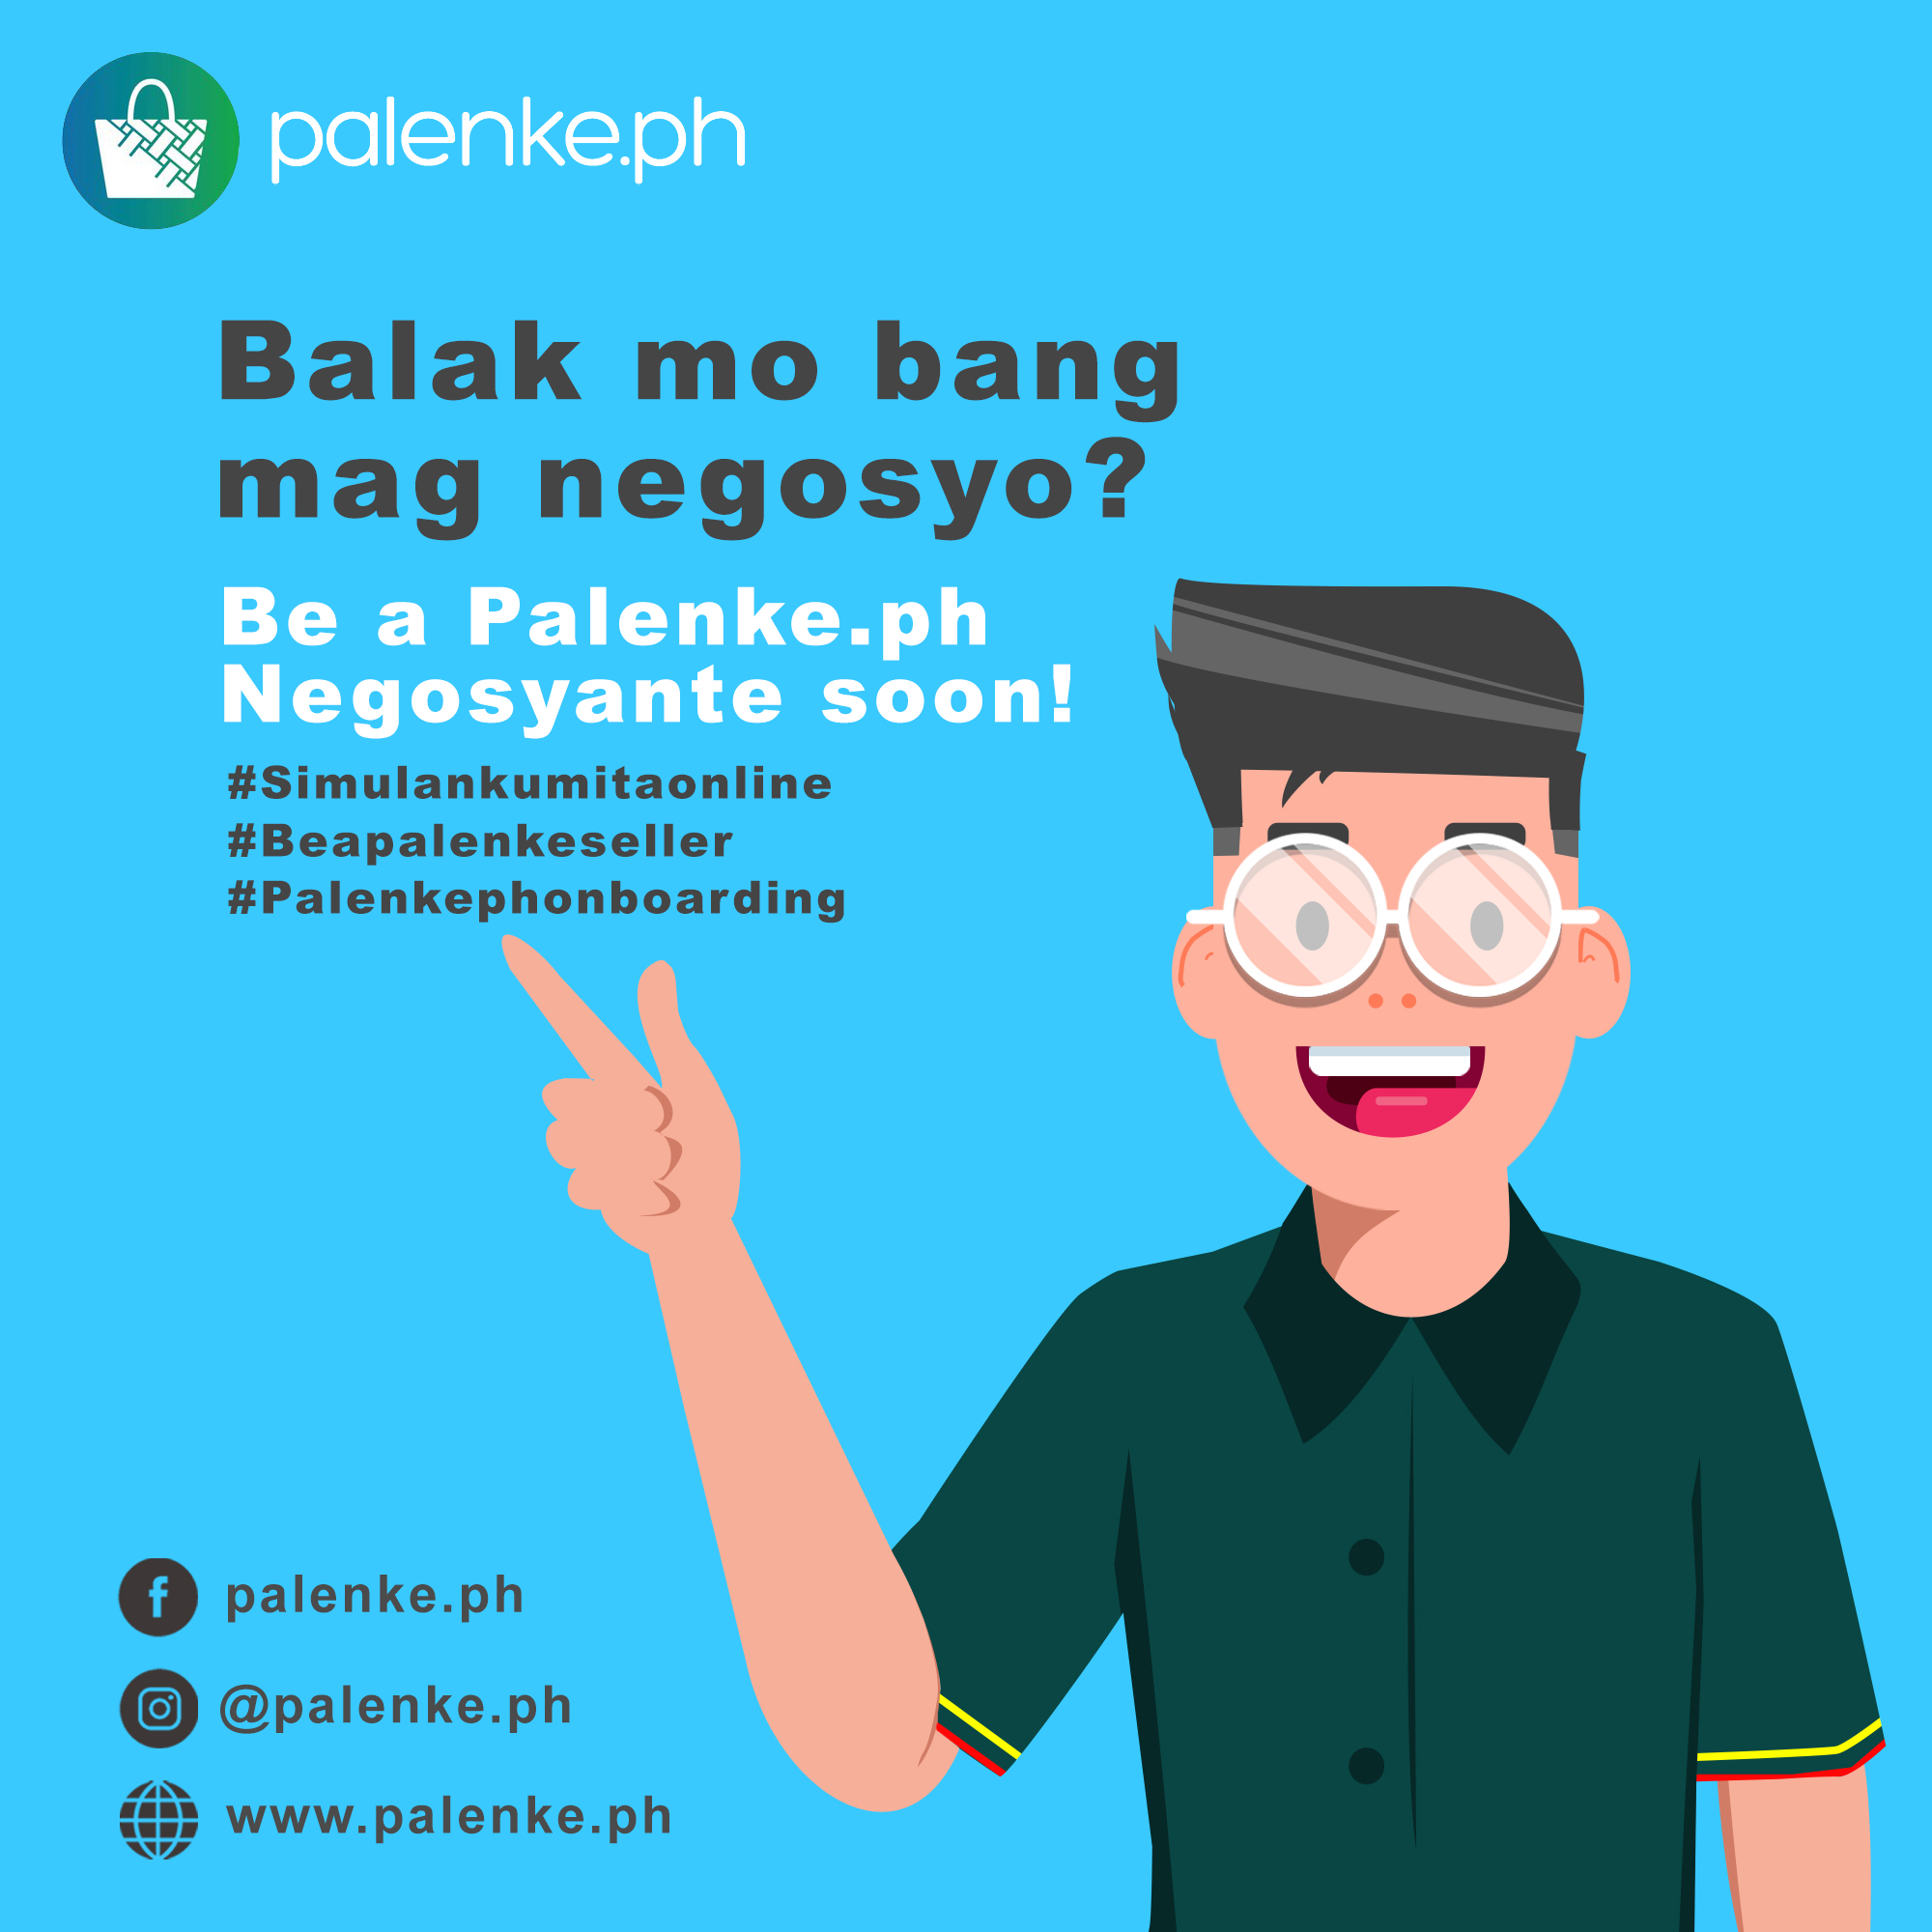 palenke.ph
Balak mo bang
mag negosyo?
Be a Palenke.ph
Negosyante soon!
#Simulankumitaonline
#Beapalenkeseller
#Palenkephonboarding
palenke.ph
@palenke.ph
www.palenke.ph